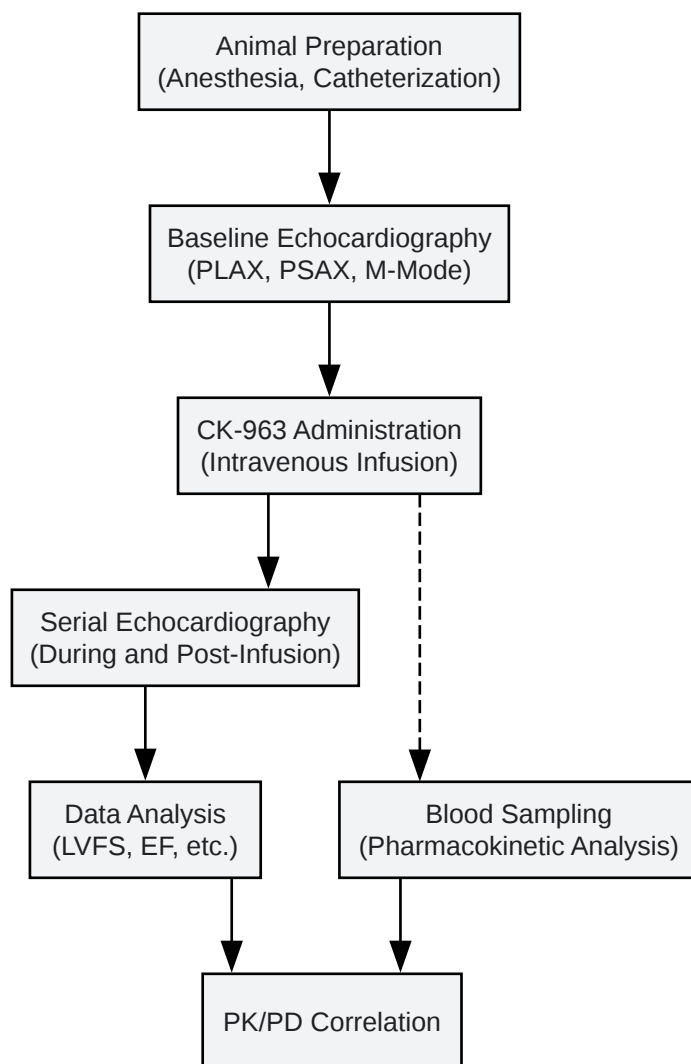 Animal Preparation
(Anesthesia, Catheterization)
Baseline Echocardiography
(PLAX, PSAX, M-Mode)
CK-963 Administration
(Intravenous Infusion)
Serial Echocardiography
(During and Post-Infusion)
Data Analysis
(LVFS, EF, etc.)
Blood Sampling
(Pharmacokinetic Analysis)
PK/PD Correlation